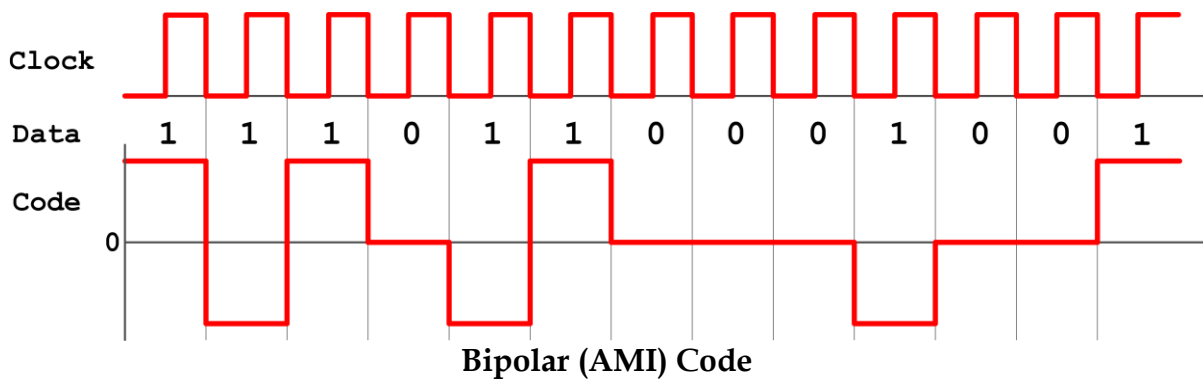 Clock
Data 1 1 1 0 1 1 0 0 0 1 0 0 1
Code
0
Bipolar (AMI) Code